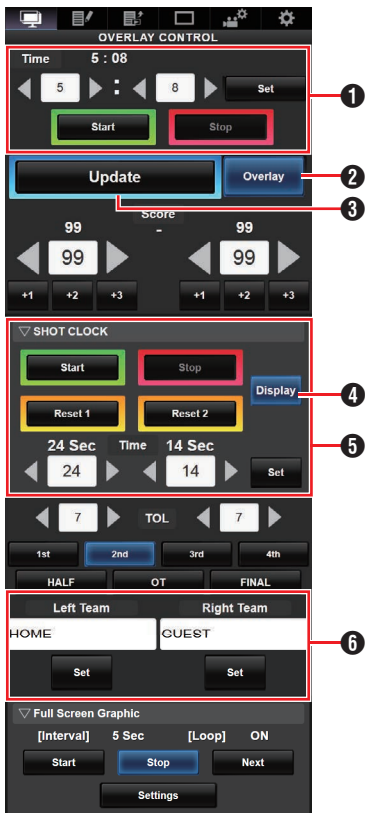 OVERLAY CONTROL
Time 5 : 08
5 : 8 Set
Start Stop
1
Update Overlay
2
3
Score
99 - 99
99 99
+1 +2 +3 +1 +2 +3
▽ SHOT CLOCK
Start Stop
Display
4
Reset 1 Reset 2
24 Sec Time 14 Sec
5
24 14 Set
7 TOL 7
1st 2nd 3rd 4th
HALF OT FINAL
Left Team Right Team
HOME GUEST
6
Set Set
▽ Full Screen Graphic
[Interval] 5 Sec [Loop] ON
Start Stop Next
Settings